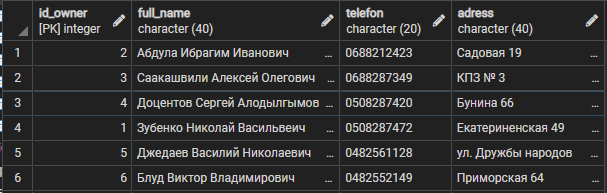 id_owner full_name telefon adress
[PK] integer character (40) character (20) character (40)
1 2 Абдула Ибрагим Иванович ... 0688212423 Садовая 19 ...
2 3 Саакашвили Алексей Олегович ... 0688287349 КПЗ № 3 ...
3 4 Доцентов Сергей Алодылгымов ... 0508287420 Бунина 66 ...
4 1 Зубенко Николай Васильвеич ... 0508287472 Екатериненская 49 ...
5 5 Джедаев Василий Николаевич ... 0482561128 ул. Дружбы народов ...
6 6 Блуд Виктор Владимирович ... 0482552149 Приморская 64 ...